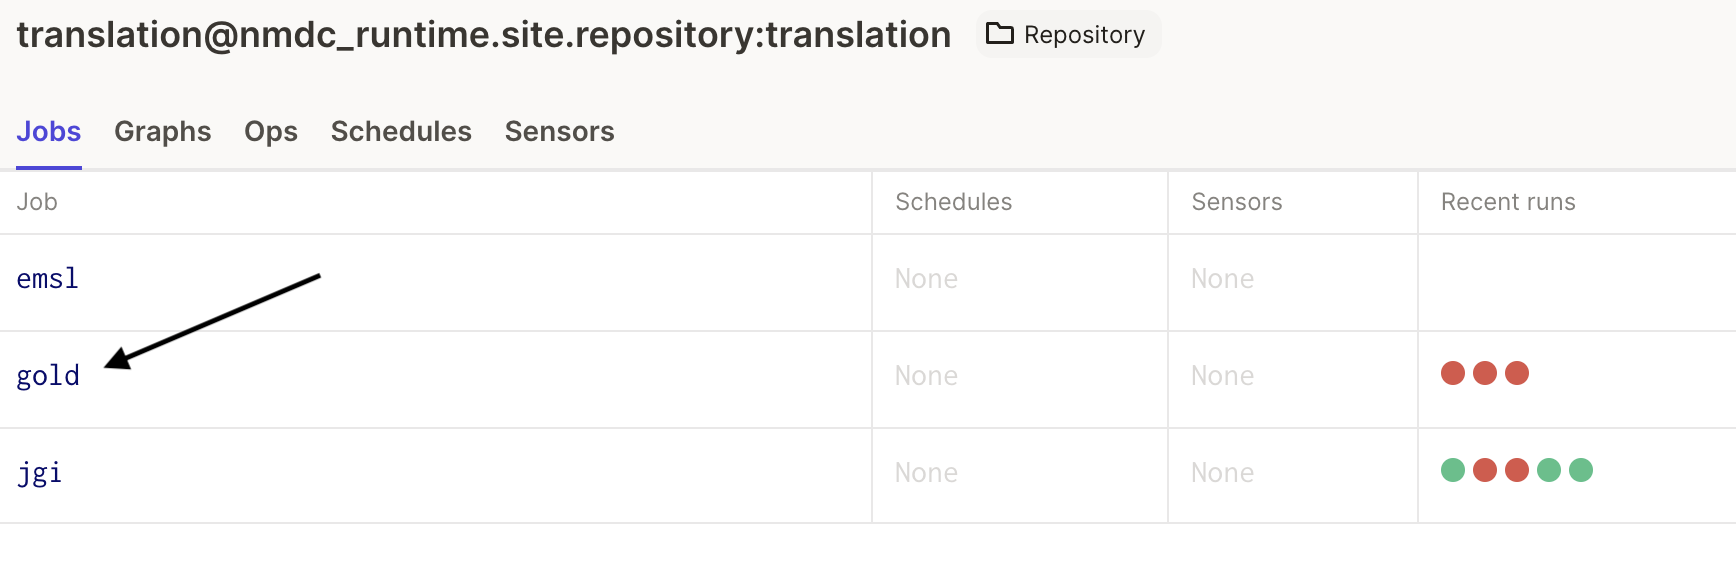 translation@nmdc_runtime.site.repository:translation Repository
Jobs Graphs Ops Schedules Sensors
Job Schedules Sensors Recent runs
emsl None None
gold None None
jgi None None